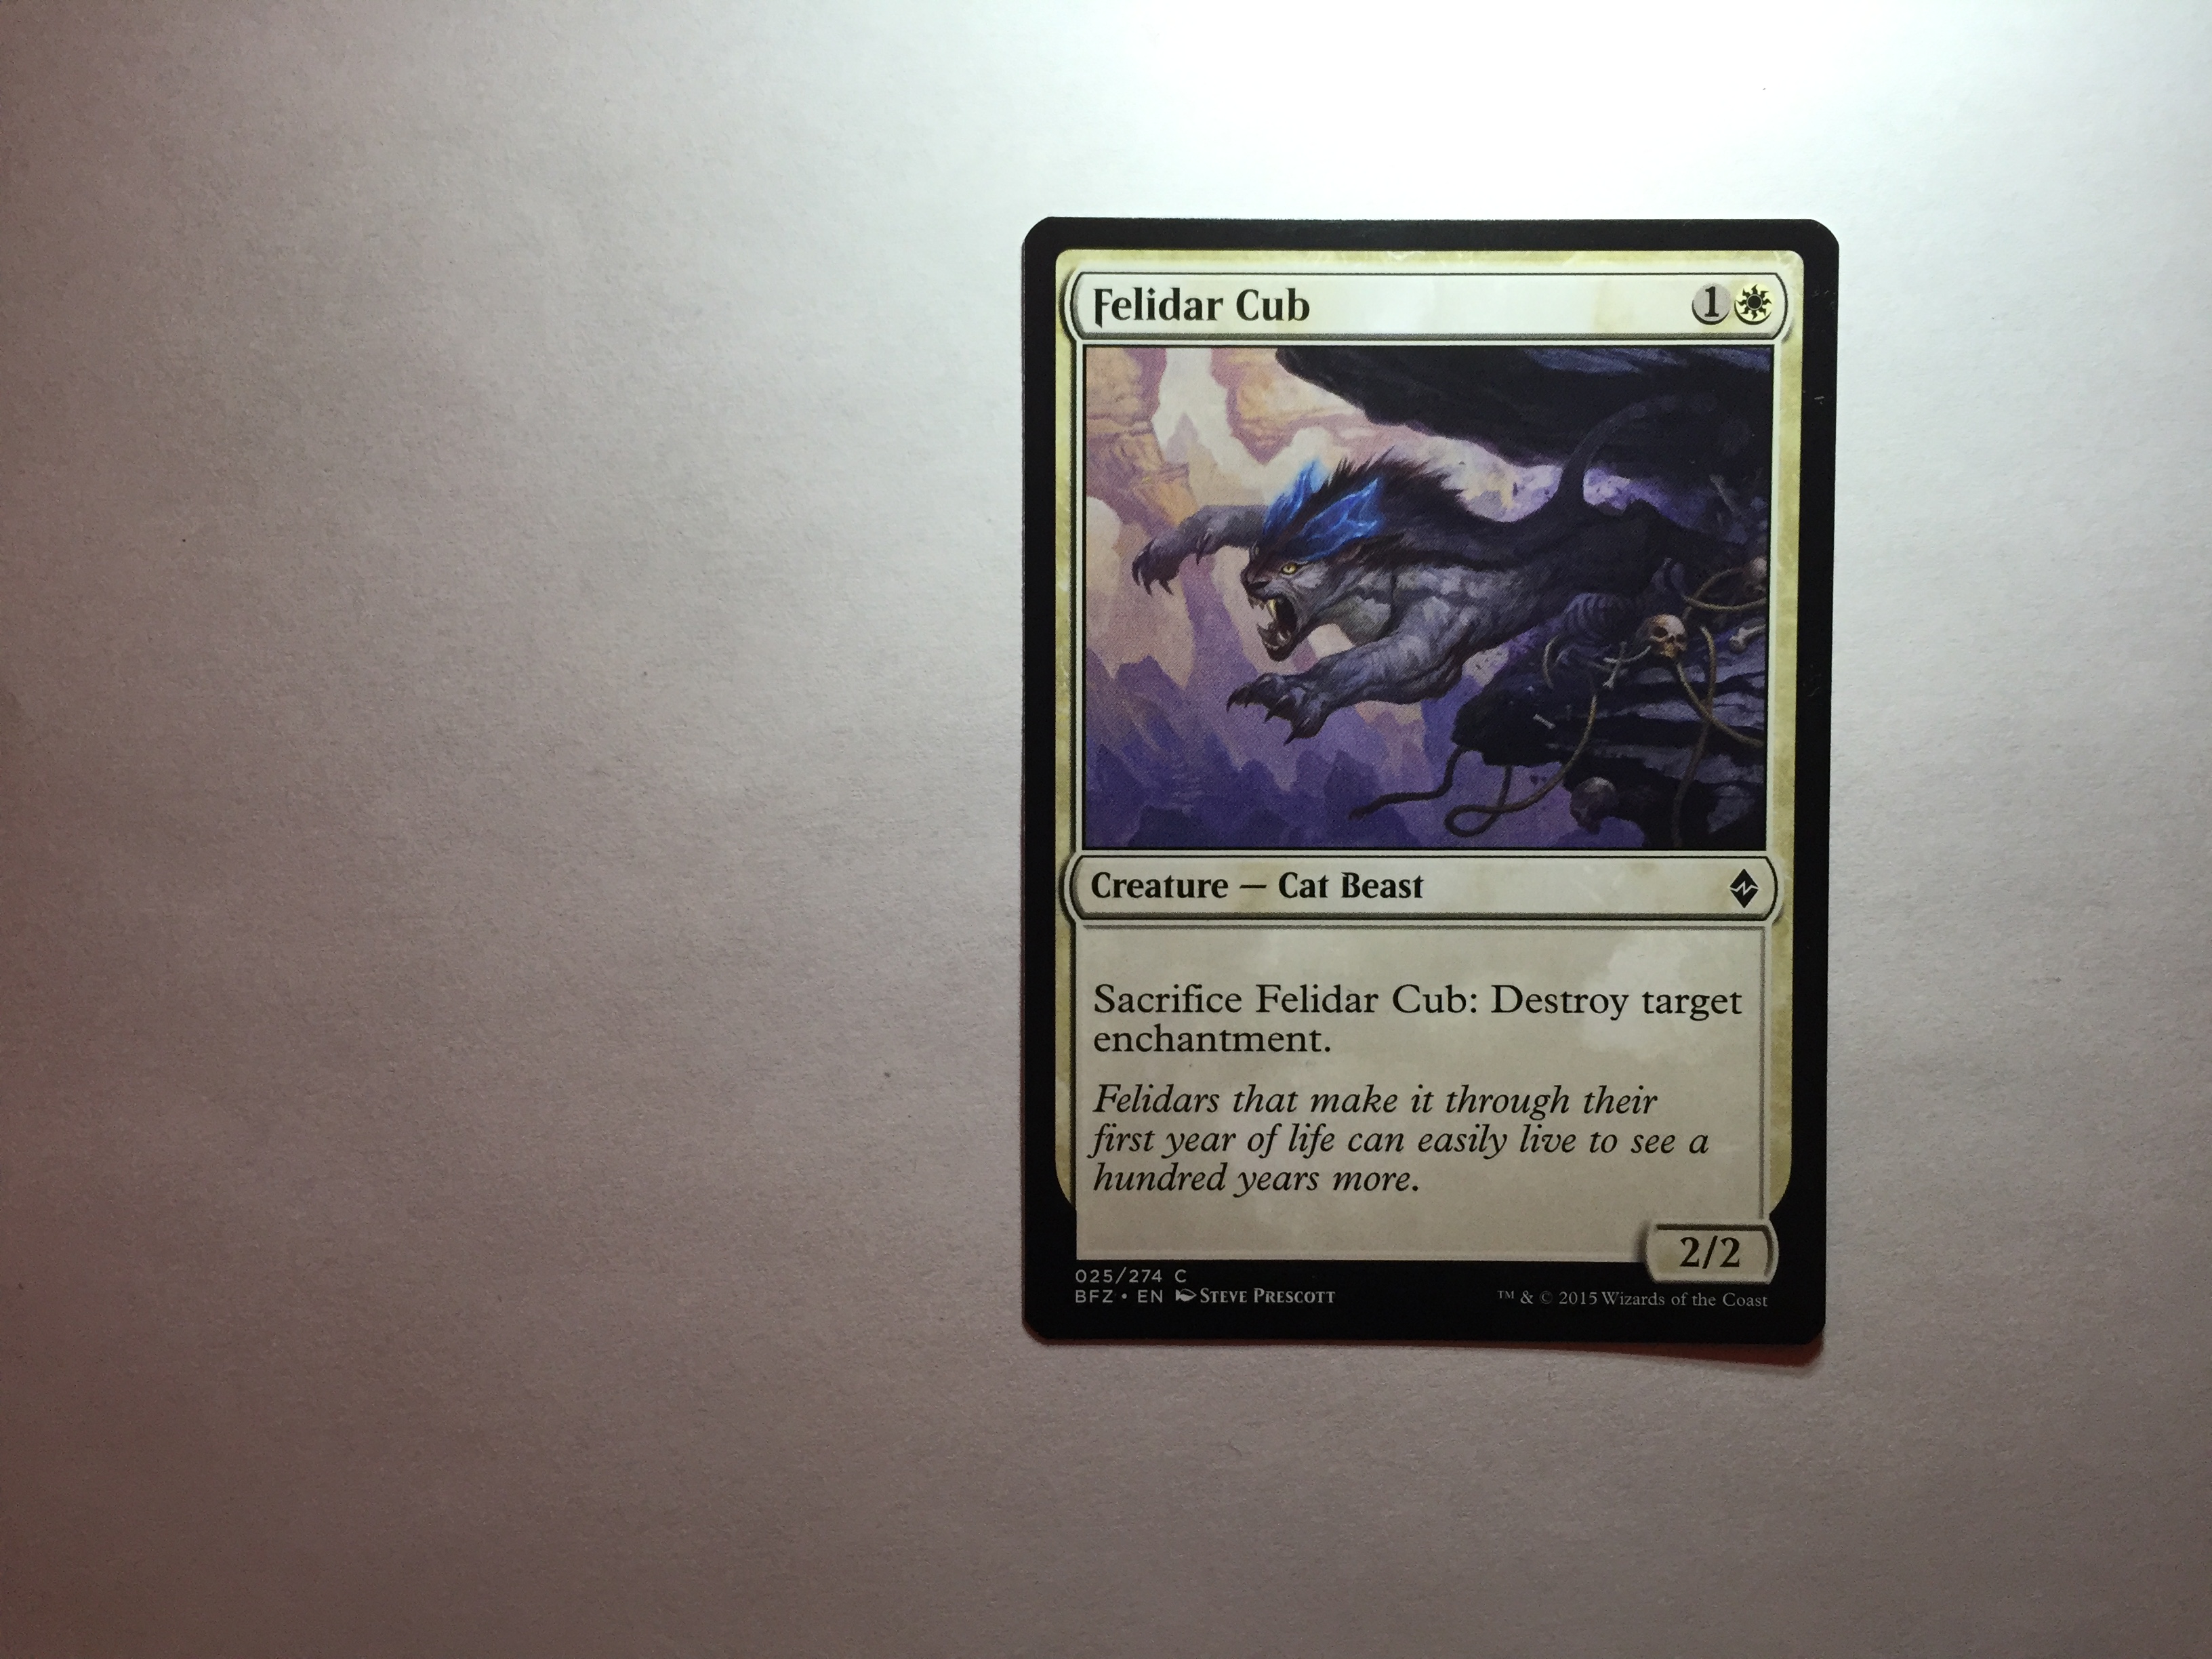 Felidar Cub 1
Creature — Cat Beast
Sacrifice Felidar Cub: Destroy target
enchantment.
Felidars that make it through their
first year of life can easily live to see a
hundred years more.
2/2
025/274 C
BFZ • EN Steve Prescott
™ & © 2015 Wizards of the Coast